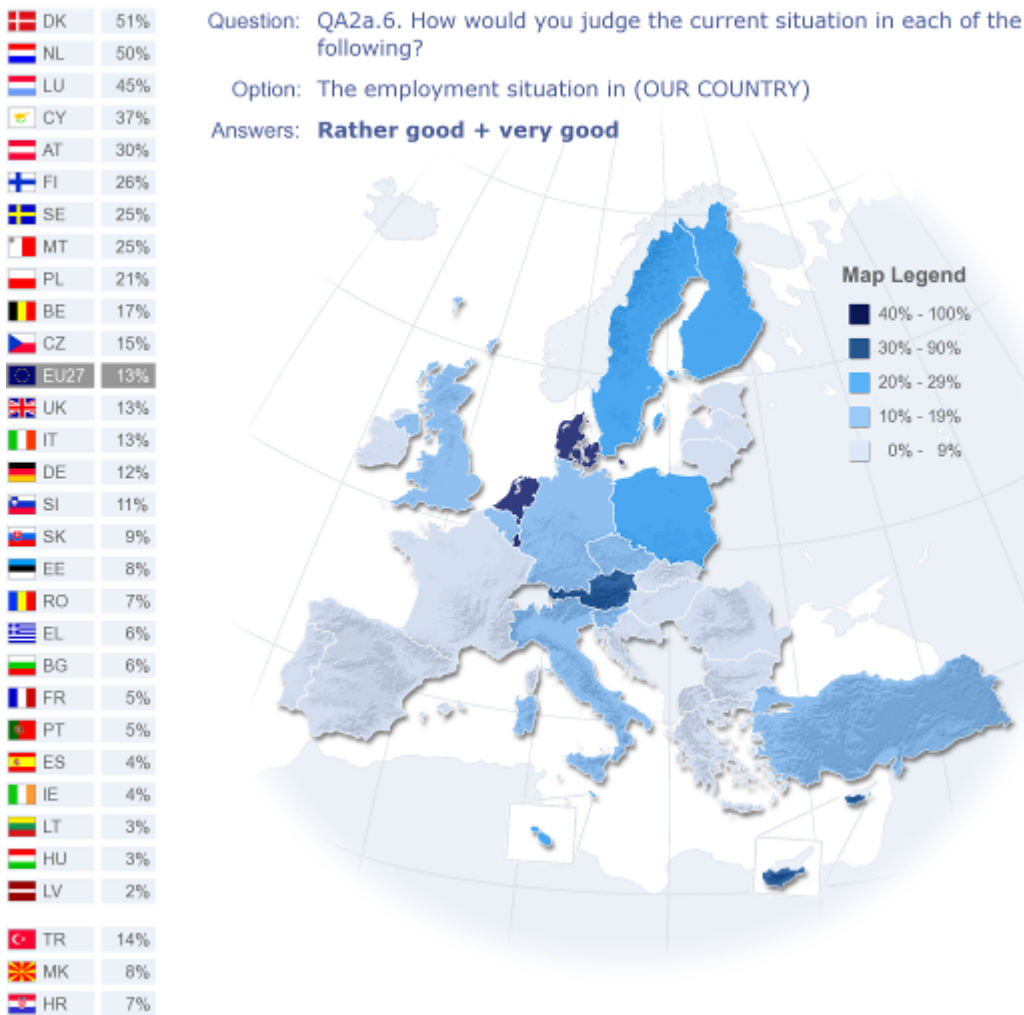 Question: QA2a.6. How would you judge the current situation in each of the
following?
Option: The employment situation in (OUR COUNTRY)
Answers: Rather good + very good
DK 51%
NL 50%
LU 45%
CY 37%
AT 30%
FI 26%
SE 25%
MT 25%
PL 21%
BE 17%
CZ 15%
EU27 13%
UK 13%
IT 13%
DE 12%
SI 11%
SK 9%
EE 8%
RO 7%
EL 6%
BG 6%
FR 5%
PT 5%
ES 4%
IE 4%
LT 3%
HU 3%
LV 2%
TR 14%
MK 8%
HR 7%
Map Legend
40% - 100%
30% - 90%
20% - 29%
10% - 19%
0% - 9%